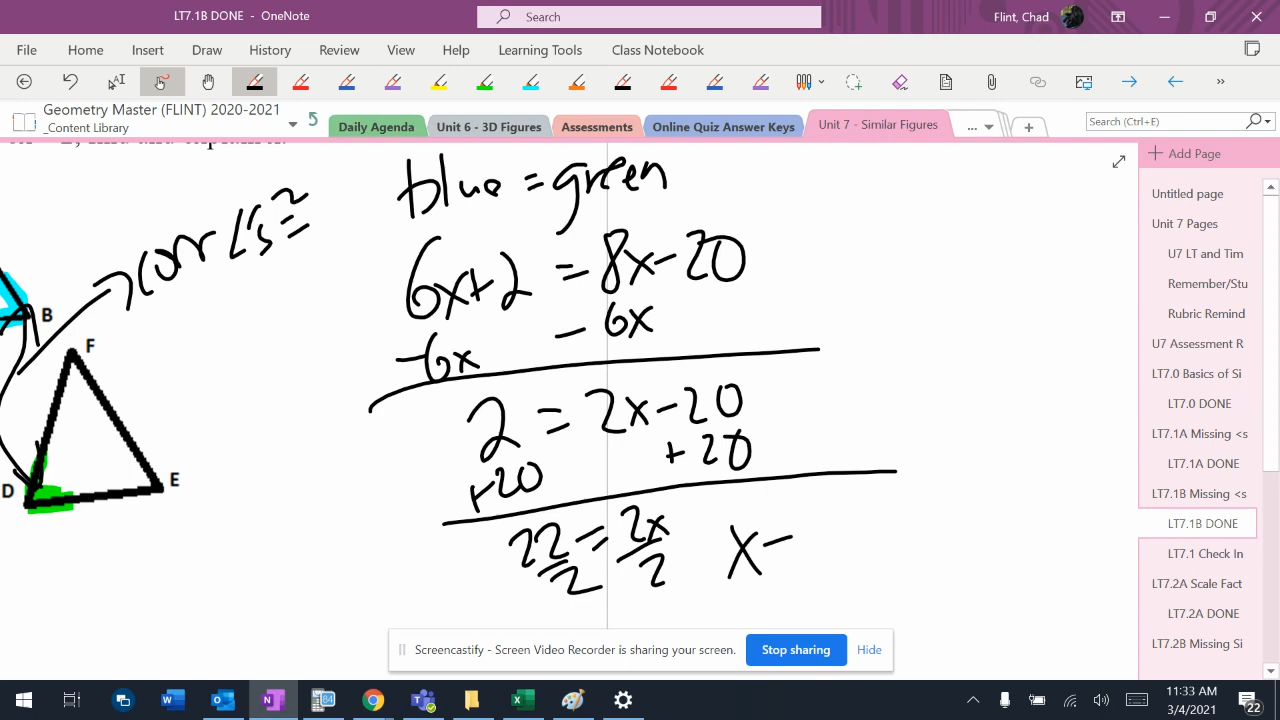 LT7.1B DONE - OneNote
Search
Flint, Chad
File Home Insert Draw History Review View Help Learning Tools Class Notebook
Geometry Master (FLINT) 2020-2021
_Content Library
Daily Agenda
Unit 6 - 3D Figures
Assessments
Online Quiz Answer Keys
Unit 7 - Similar Figures
...
Search (Ctrl+E)
Add Page
Untitled page
Unit 7 Pages
U7 LT and Tim
Remember/Stu
Rubric Remind
U7 Assessment R
LT7.0 Basics of Si
LT7.0 DONE
LT7.1A Missing <s
LT7.1A DONE
LT7.1B Missing <s
LT7.1B DONE
LT7.1 Check In
LT7.2A Scale Fact
LT7.2A DONE
LT7.2B Missing Si
blue = green
corr ∠'s ≅
6x+2 = 8x-20
-6x - 6x
2 = 2x-20
+20 +20
22/2 = 2x/2 x-
B
F
D
E
Screencastify - Screen Video Recorder is sharing your screen.
Stop sharing
Hide
84
11:33 AM
3/4/2021
22